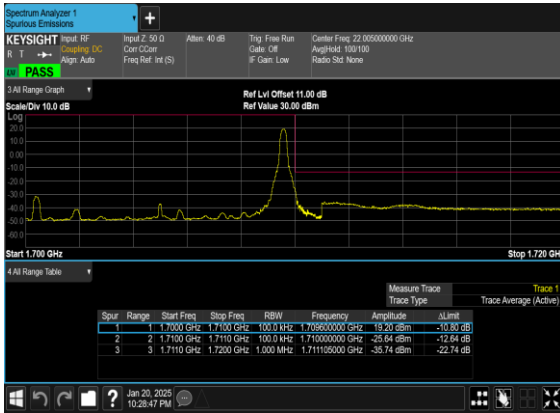 Spectrum Analyzer 1
Spurious Emissions
KEYSIGHT
R T
PASS
Input: RF
Coupling: DC
Align: Auto
Input Z: 50 Ω
Corr CCorr
Freq Ref: Int (S)
Atten: 40 dB
Trig: Free Run
Gate: Off
IF Gain: Low
Center Freq: 22.005000000 GHz
Avg|Hold: 100/100
Radio Std: None
3 All Range Graph
Scale/Div 10.0 dB
Ref Lvl Offset 11.00 dB
Ref Value 30.00 dBm
Log
20.0
10.0
0.00
-10.0
-20.0
-30.0
-40.0
-50.0
-60.0
Start 1.700 GHz
Stop 1.720 GH
4 All Range Table
Measure Trace Trace 1
Trace Type Trace Average (Active)
Spur Range Start Freq Stop Freq RBW Frequency Amplitude ΔLimit
1 1 1.7000 GHz 1.7100 GHz 100.0 kHz 1.709600000 GHz 19.20 dBm -10.80 dB
2 2 1.7100 GHz 1.7110 GHz 100.0 kHz 1.710000000 GHz -25.64 dBm -12.64 dB
3 3 1.7110 GHz 1.7200 GHz 1.000 MHz 1.711105000 GHz -35.74 dBm -22.74 dB
Jan 20, 2025
10:28:47 PM